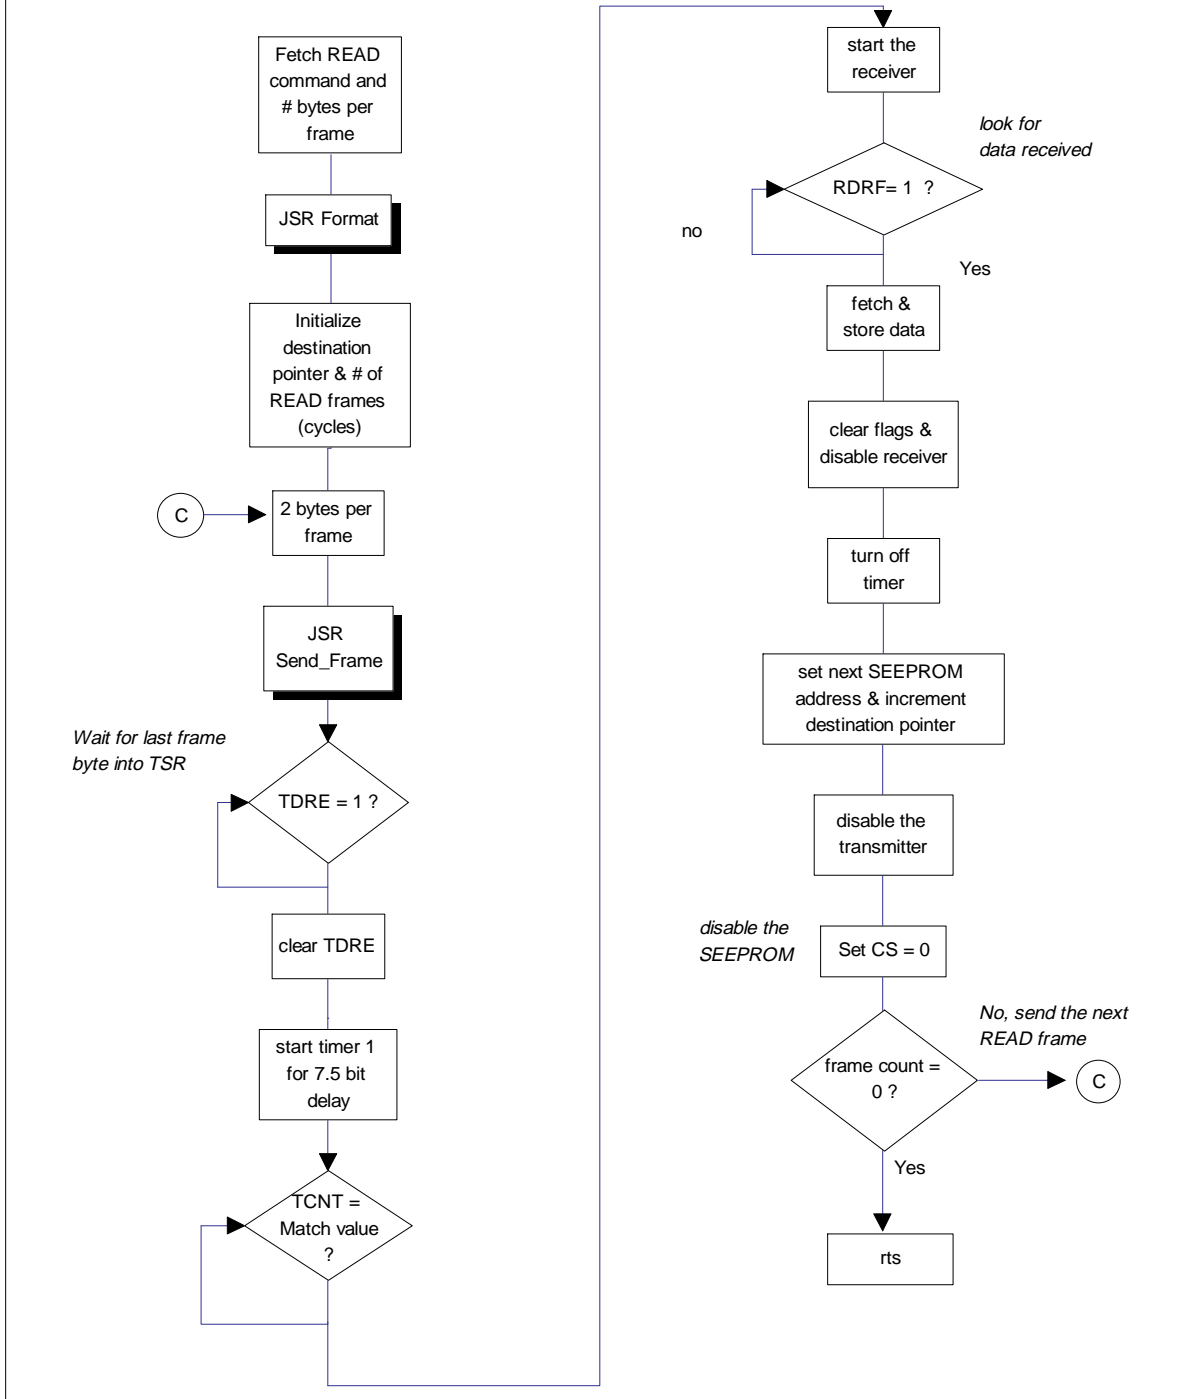 Fetch READ
command and
# bytes per
frame
JSR Format
Initialize
destination
pointer & # of
READ frames
(cycles)
C
2 bytes per
frame
JSR
Send_Frame
Wait for last frame
byte into TSR
TDRE = 1 ?
clear TDRE
start timer 1
for 7.5 bit
delay
TCNT =
Match value
?
start the
receiver
look for
data received
RDRF= 1 ?
no
Yes
fetch &
store data
clear flags &
disable receiver
turn off
timer
set next SEEPROM
address & increment
destination pointer
disable the
transmitter
disable the
SEEPROM
Set CS = 0
No, send the next
READ frame
frame count =
0 ?
C
Yes
rts